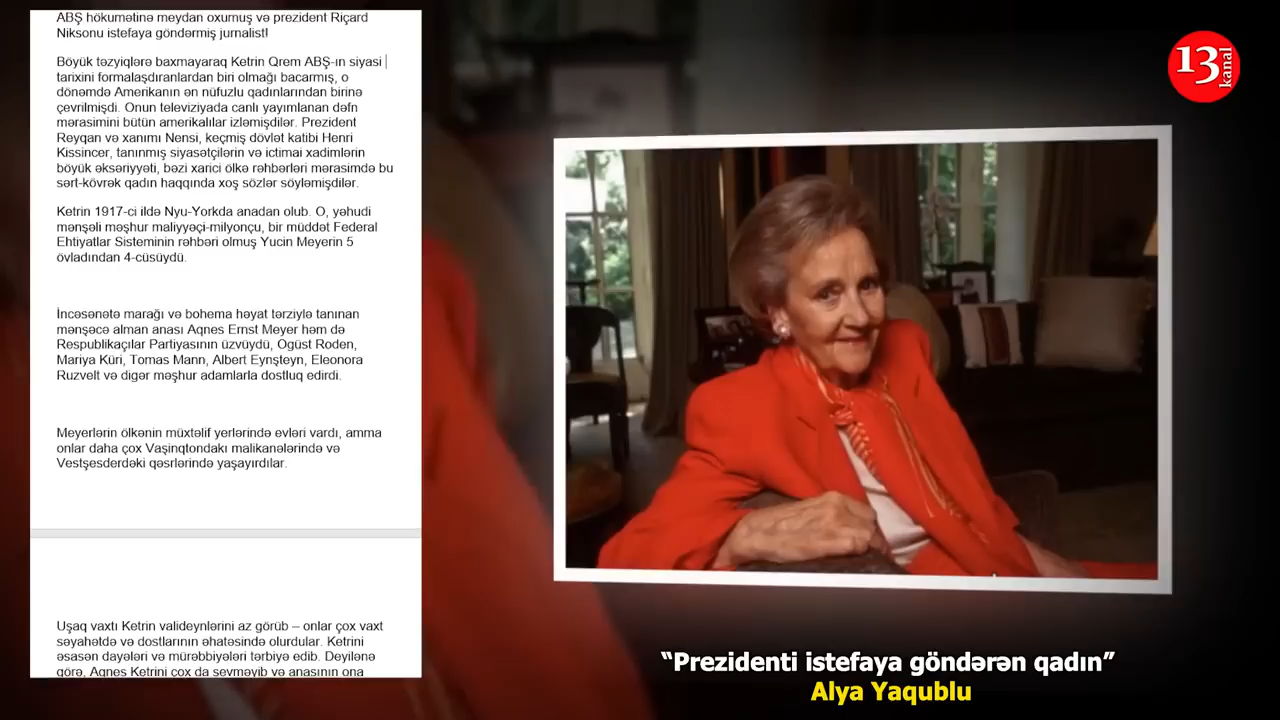 ABŞ hökumətinə meydan oxumuş və prezident Riçard
Niksonu istefaya göndərmiş jurnalist!
Böyük təzyiqlərə baxmayaraq Ketrin Qrem ABŞ-ın siyasi
tarixini formalaşdıranlardan biri olmağı bacarmış, o
dönəmdə Amerikanın ən nüfuzlu qadınlarından birinə
çevrilmişdi. Onun televiziyada canlı yayımlanan dəfn
mərasimini bütün amerikalılar izləmişdilər. Prezident
Reyqan və xanımı Nensi, keçmiş dövlət katibi Henri
Kissincer, tanınmış siyasətçilərin və ictimai xadimlərin
böyük əksəriyyəti, bəzi xarici ölkə rəhbərləri mərasimdə bu
sərt-kövrək qadın haqqında xoş sözlər söyləmişdilər.
Ketrin 1917-ci ildə Nyu-Yorkda anadan olub. O, yəhudi
mənşəli məşhur maliyyəçi-milyonçu, bir müddət Federal
Ehtiyatlar Sisteminin rəhbəri olmuş Yucin Meyerin 5
övladından 4-cüsüydü.
İncəsənətə marağı və bohema həyat tərziylə tanınan
mənşəcə alman anası Aqnes Ernst Meyer həm də
Respublikaçılar Partiyasının üzvüydü, Ogüst Roden,
Mariya Küri, Tomas Mann, Albert Eynşteyn, Eleonora
Ruzvelt və digər məşhur adamlarla dostluq edirdi.
Meyerlərin ölkənin müxtəlif yerlərində evləri vardı, amma
onlar daha çox Vaşinqtondakı malikanələrində və
Vestşesderdəki qəsrlərində yaşayırdılar.
Uşaq vaxtı Ketrin valideynlərini az görüb – onlar çox vaxt
səyahətdə və dostlarının əhatəsində olurdular. Ketrini
əsasən dayələri və mürəbbiyələri tərbiyə edib. Deyilənə
görə, Agnes Ketrini çox da sevməyib və anasının ona
13 kanal
“Prezidenti istefaya göndərən qadın”
Alya Yaqublu